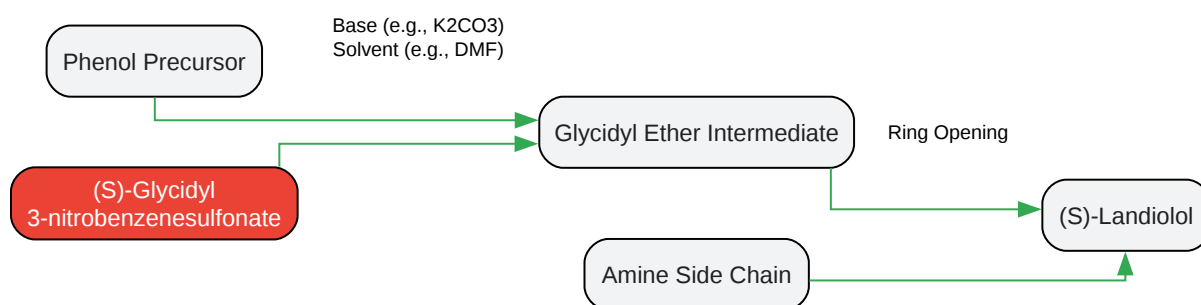 Base (e.g., K2CO3)
Solvent (e.g., DMF)
Phenol Precursor
Glycidyl Ether Intermediate
Ring Opening
(S)-Glycidyl
3-nitrobenzenesulfonate
(S)-Landiolol
Amine Side Chain